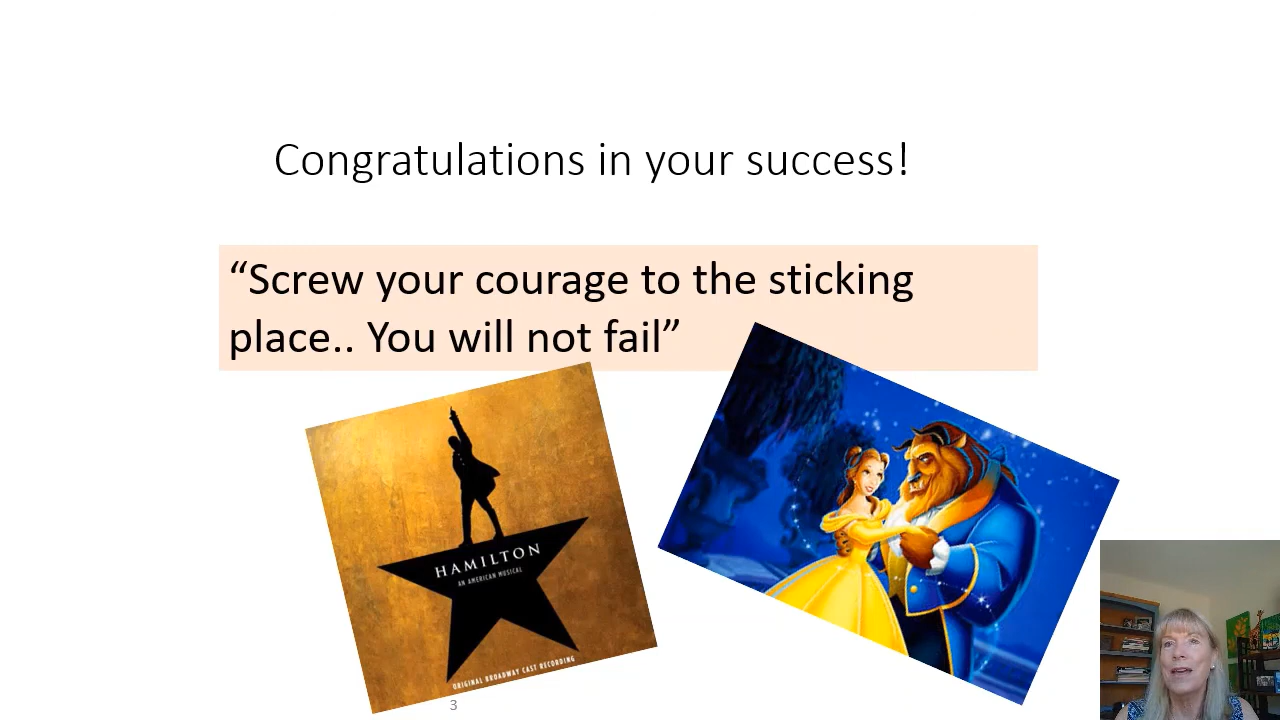 Congratulations in your success!
“Screw your courage to the sticking
place.. You will not fail”
HAMILTON
AN AMERICAN MUSICAL
ORIGINAL BROADWAY CAST RECORDING
3